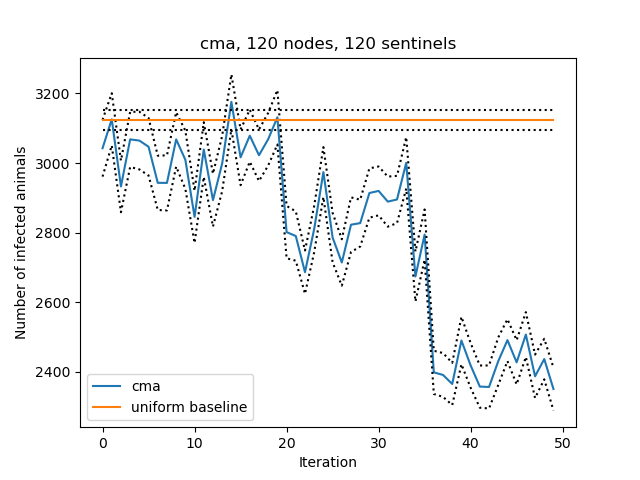 cma, 120 nodes, 120 sentinels
3200
3000
2800
2600
2400
Number of infected animals
cma
uniform baseline
0 10 20 30 40 50
Iteration